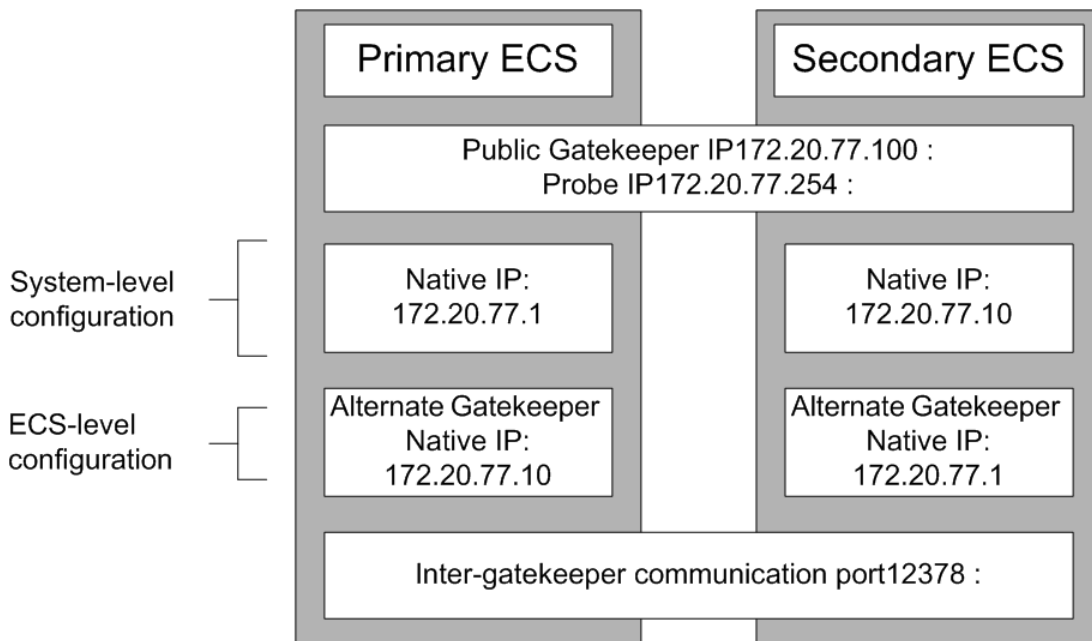 Primary ECS
Secondary ECS
Public Gatekeeper IP172.20.77.100 :
Probe IP172.20.77.254 :
System-level
configuration
Native IP:
172.20.77.1
Native IP:
172.20.77.10
ECS-level
configuration
Alternate Gatekeeper
Native IP:
172.20.77.10
Alternate Gatekeeper
Native IP:
172.20.77.1
Inter-gatekeeper communication port12378 :